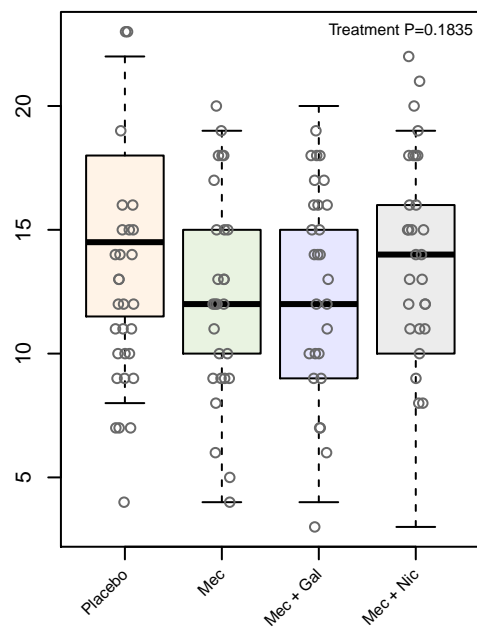 Treatment P=0.1835
20
15
10
5
Placebo
Mec
Mec + Gal
Mec + Nic